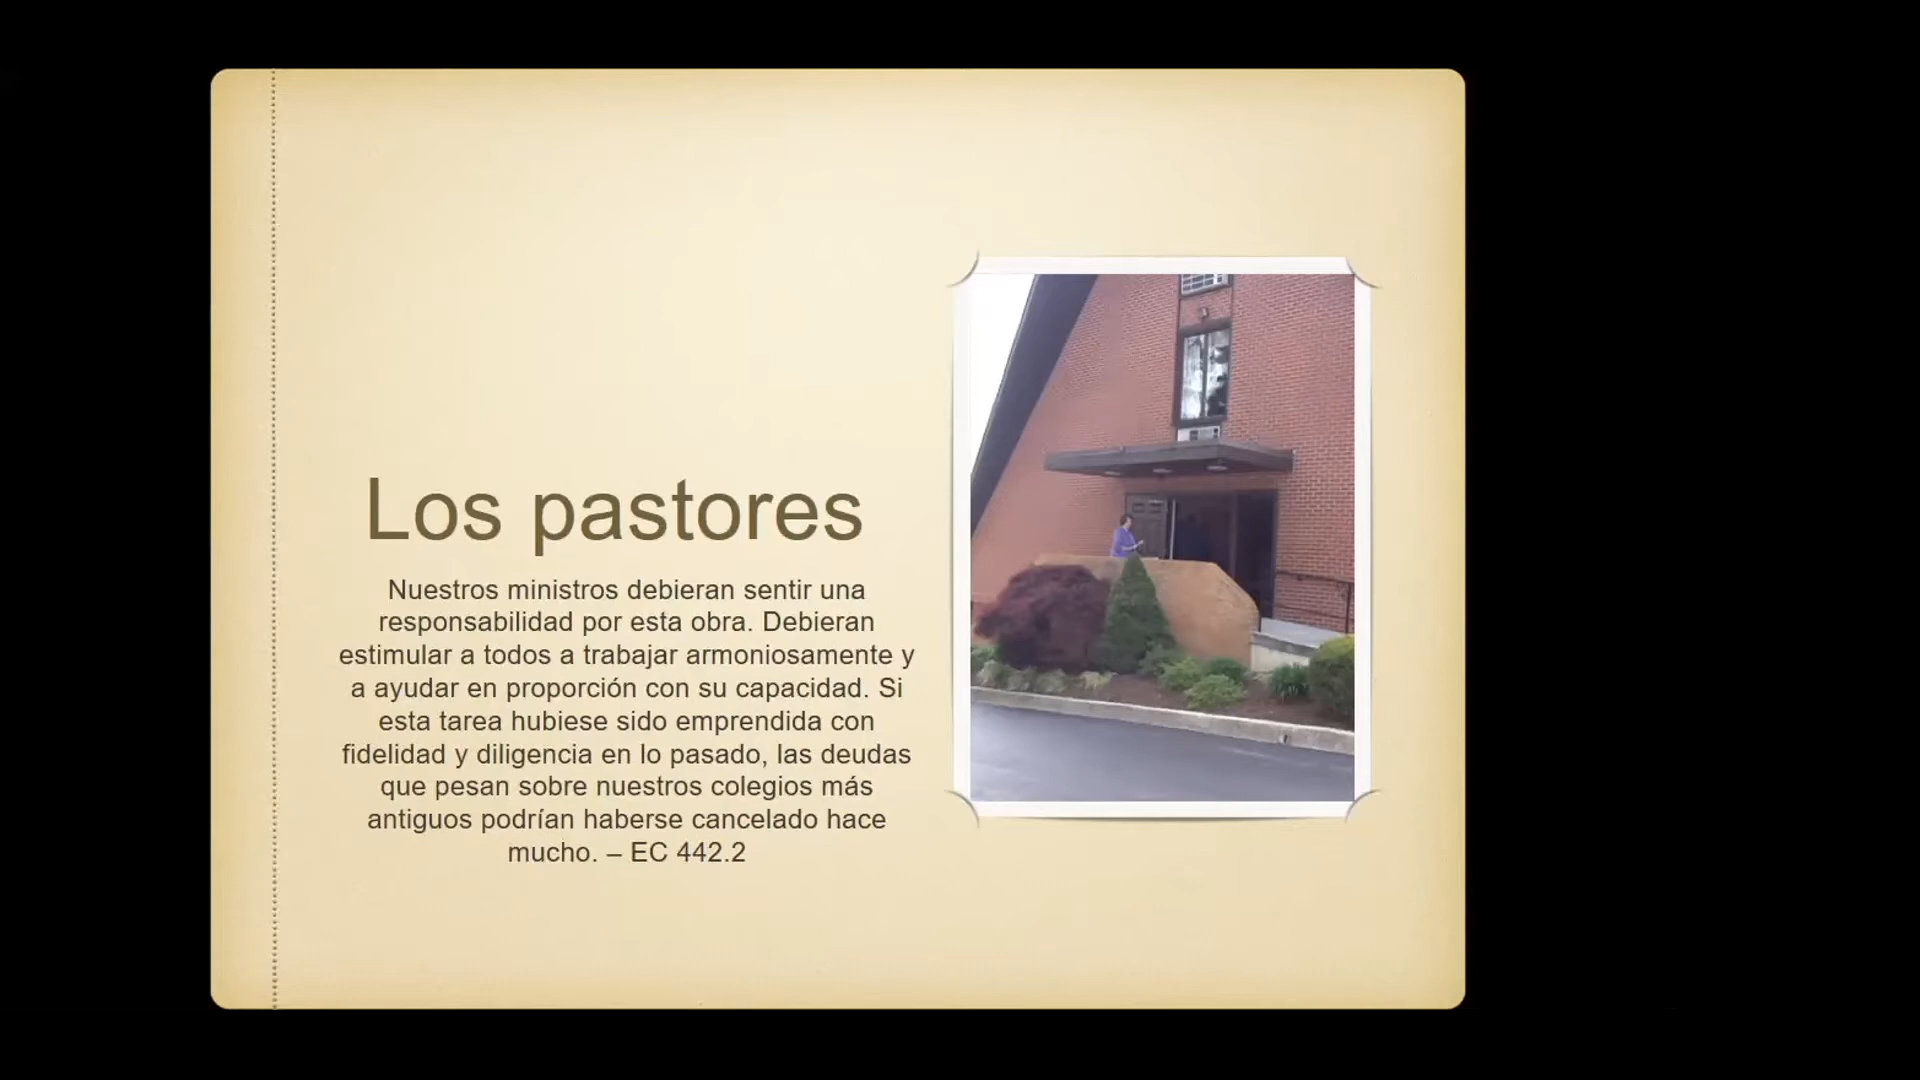 Los pastores
Nuestros ministros debieran sentir una
responsabilidad por esta obra. Debieran
estimular a todos a trabajar armoniosamente y
a ayudar en proporción con su capacidad. Si
esta tarea hubiese sido emprendida con
fidelidad y diligencia en lo pasado, las deudas
que pesan sobre nuestros colegios más
antiguos podrían haberse cancelado hace
mucho. – EC 442.2